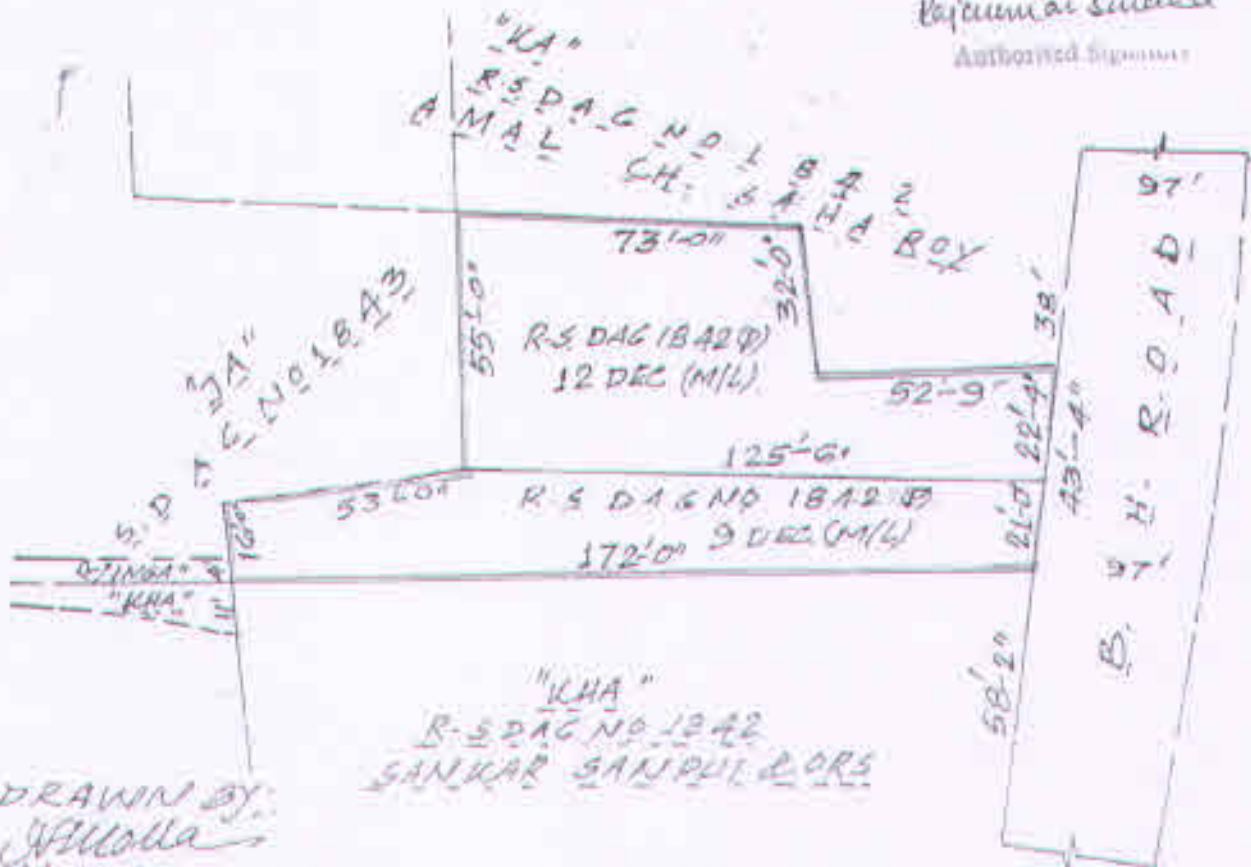 Authorised Signatory
"KA"
R.S DAG NO 1842
AMAL CH. SAHA ROY
73'-0"
32'-0"
55'-0"
R.S. DAG 1842(P)
12 DEC (M/L)
38'
52'-9"
22'-4"
43'-4"
125'-6"
"JA"
S.D G. NO 1843
53'-0"
16'-0"
R-S DAG NO 1842(P)
9 DEC. (M/L)
21'-0"
172'-0"
"KHA"
11'
97'
B. H. ROAD
97'
58'-2"
"KHA"
R-S DAG NO 1842
SANKAR SANPUI & ORS
DRAWN BY: